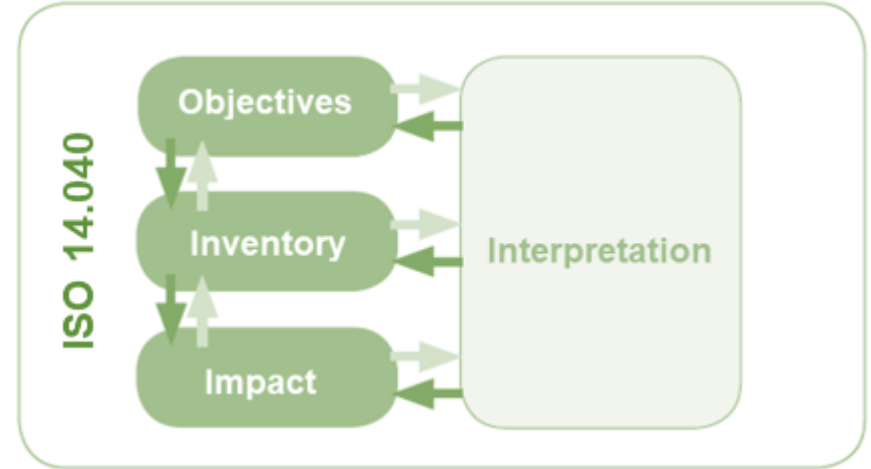 ISO 14.040
Objectives
Inventory
Impact
Interpretation